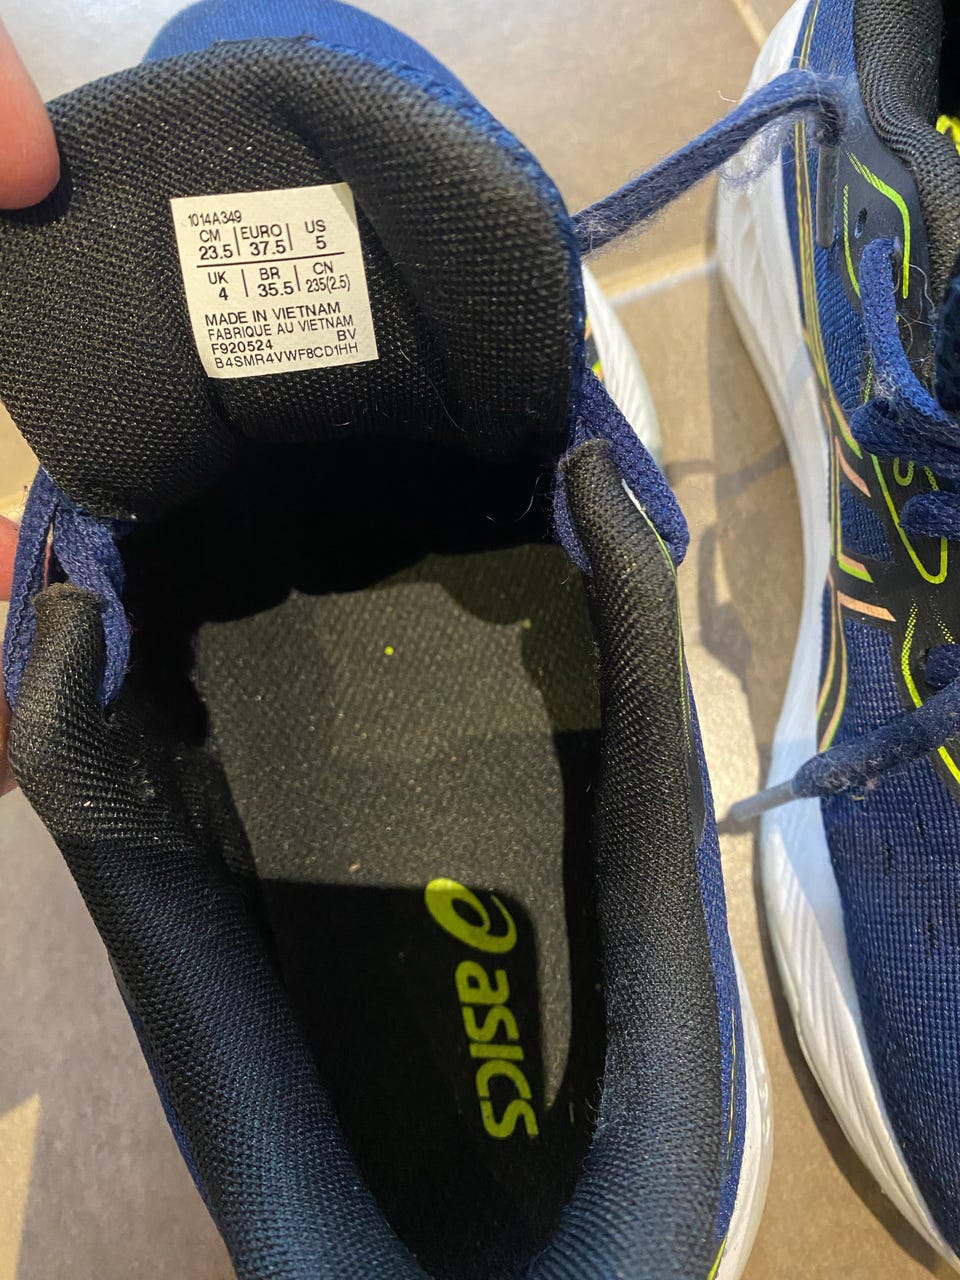 1014A349
CM | EURO | US
23.5 | 37.5 | 5
UK | BR | CN
4 | 35.5 | 235(2.5)
MADE IN VIETNAM
FABRIQUE AU VIETNAM
F920524 BV
B4SMR4VWF8CD1HH
asics